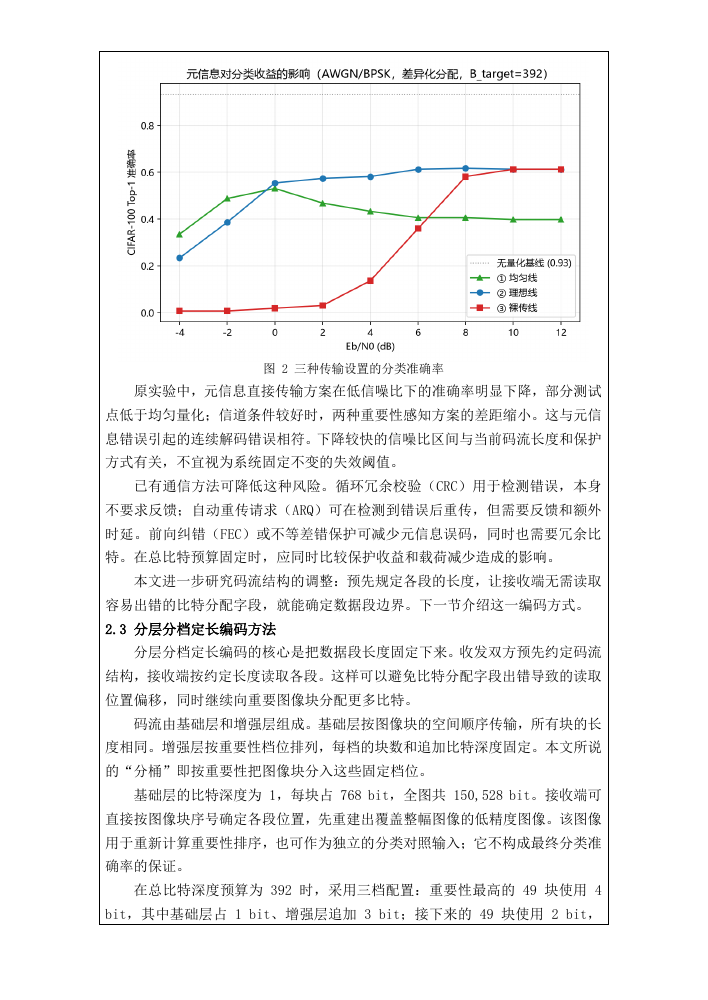 元信息对分类收益的影响（AWGN/BPSK，差异化分配，B_target=392）
CIFAR-100 Top-1 准确率
0.8
0.6
0.4
0.2
0.0
无量化基线 (0.93)
① 均匀线
② 理想线
③ 裸传线
-4 -2 0 2 4 6 8 10 12
Eb/N0 (dB)
图 2 三种传输设置的分类准确率
原实验中，元信息直接传输方案在低信噪比下的准确率明显下降，部分测试
点低于均匀量化；信道条件较好时，两种重要性感知方案的差距缩小。这与元信
息错误引起的连续解码错误相符。下降较快的信噪比区间与当前码流长度和保护
方式有关，不宜视为系统固定不变的失效阈值。
已有通信方法可降低这种风险。循环冗余校验（CRC）用于检测错误，本身
不要求反馈；自动重传请求（ARQ）可在检测到错误后重传，但需要反馈和额外
时延。前向纠错（FEC）或不等差错保护可减少元信息误码，同时也需要冗余比
特。在总比特预算固定时，应同时比较保护收益和载荷减少造成的影响。
本文进一步研究码流结构的调整：预先规定各段的长度，让接收端无需读取
容易出错的比特分配字段，就能确定数据段边界。下一节介绍这一编码方式。
2.3 分层分档定长编码方法
分层分档定长编码的核心是把数据段长度固定下来。收发双方预先约定码流
结构，接收端按约定长度读取各段。这样可以避免比特分配字段出错导致的读取
位置偏移，同时继续向重要图像块分配更多比特。
码流由基础层和增强层组成。基础层按图像块的空间顺序传输，所有块的长
度相同。增强层按重要性档位排列，每档的块数和追加比特深度固定。本文所说
的“分桶”即按重要性把图像块分入这些固定档位。
基础层的比特深度为 1，每块占 768 bit，全图共 150,528 bit。接收端可
直接按图像块序号确定各段位置，先重建出覆盖整幅图像的低精度图像。该图像
用于重新计算重要性排序，也可作为独立的分类对照输入；它不构成最终分类准
确率的保证。
在总比特深度预算为 392 时，采用三档配置：重要性最高的 49 块使用 4
bit，其中基础层占 1 bit、增强层追加 3 bit；接下来的 49 块使用 2 bit，